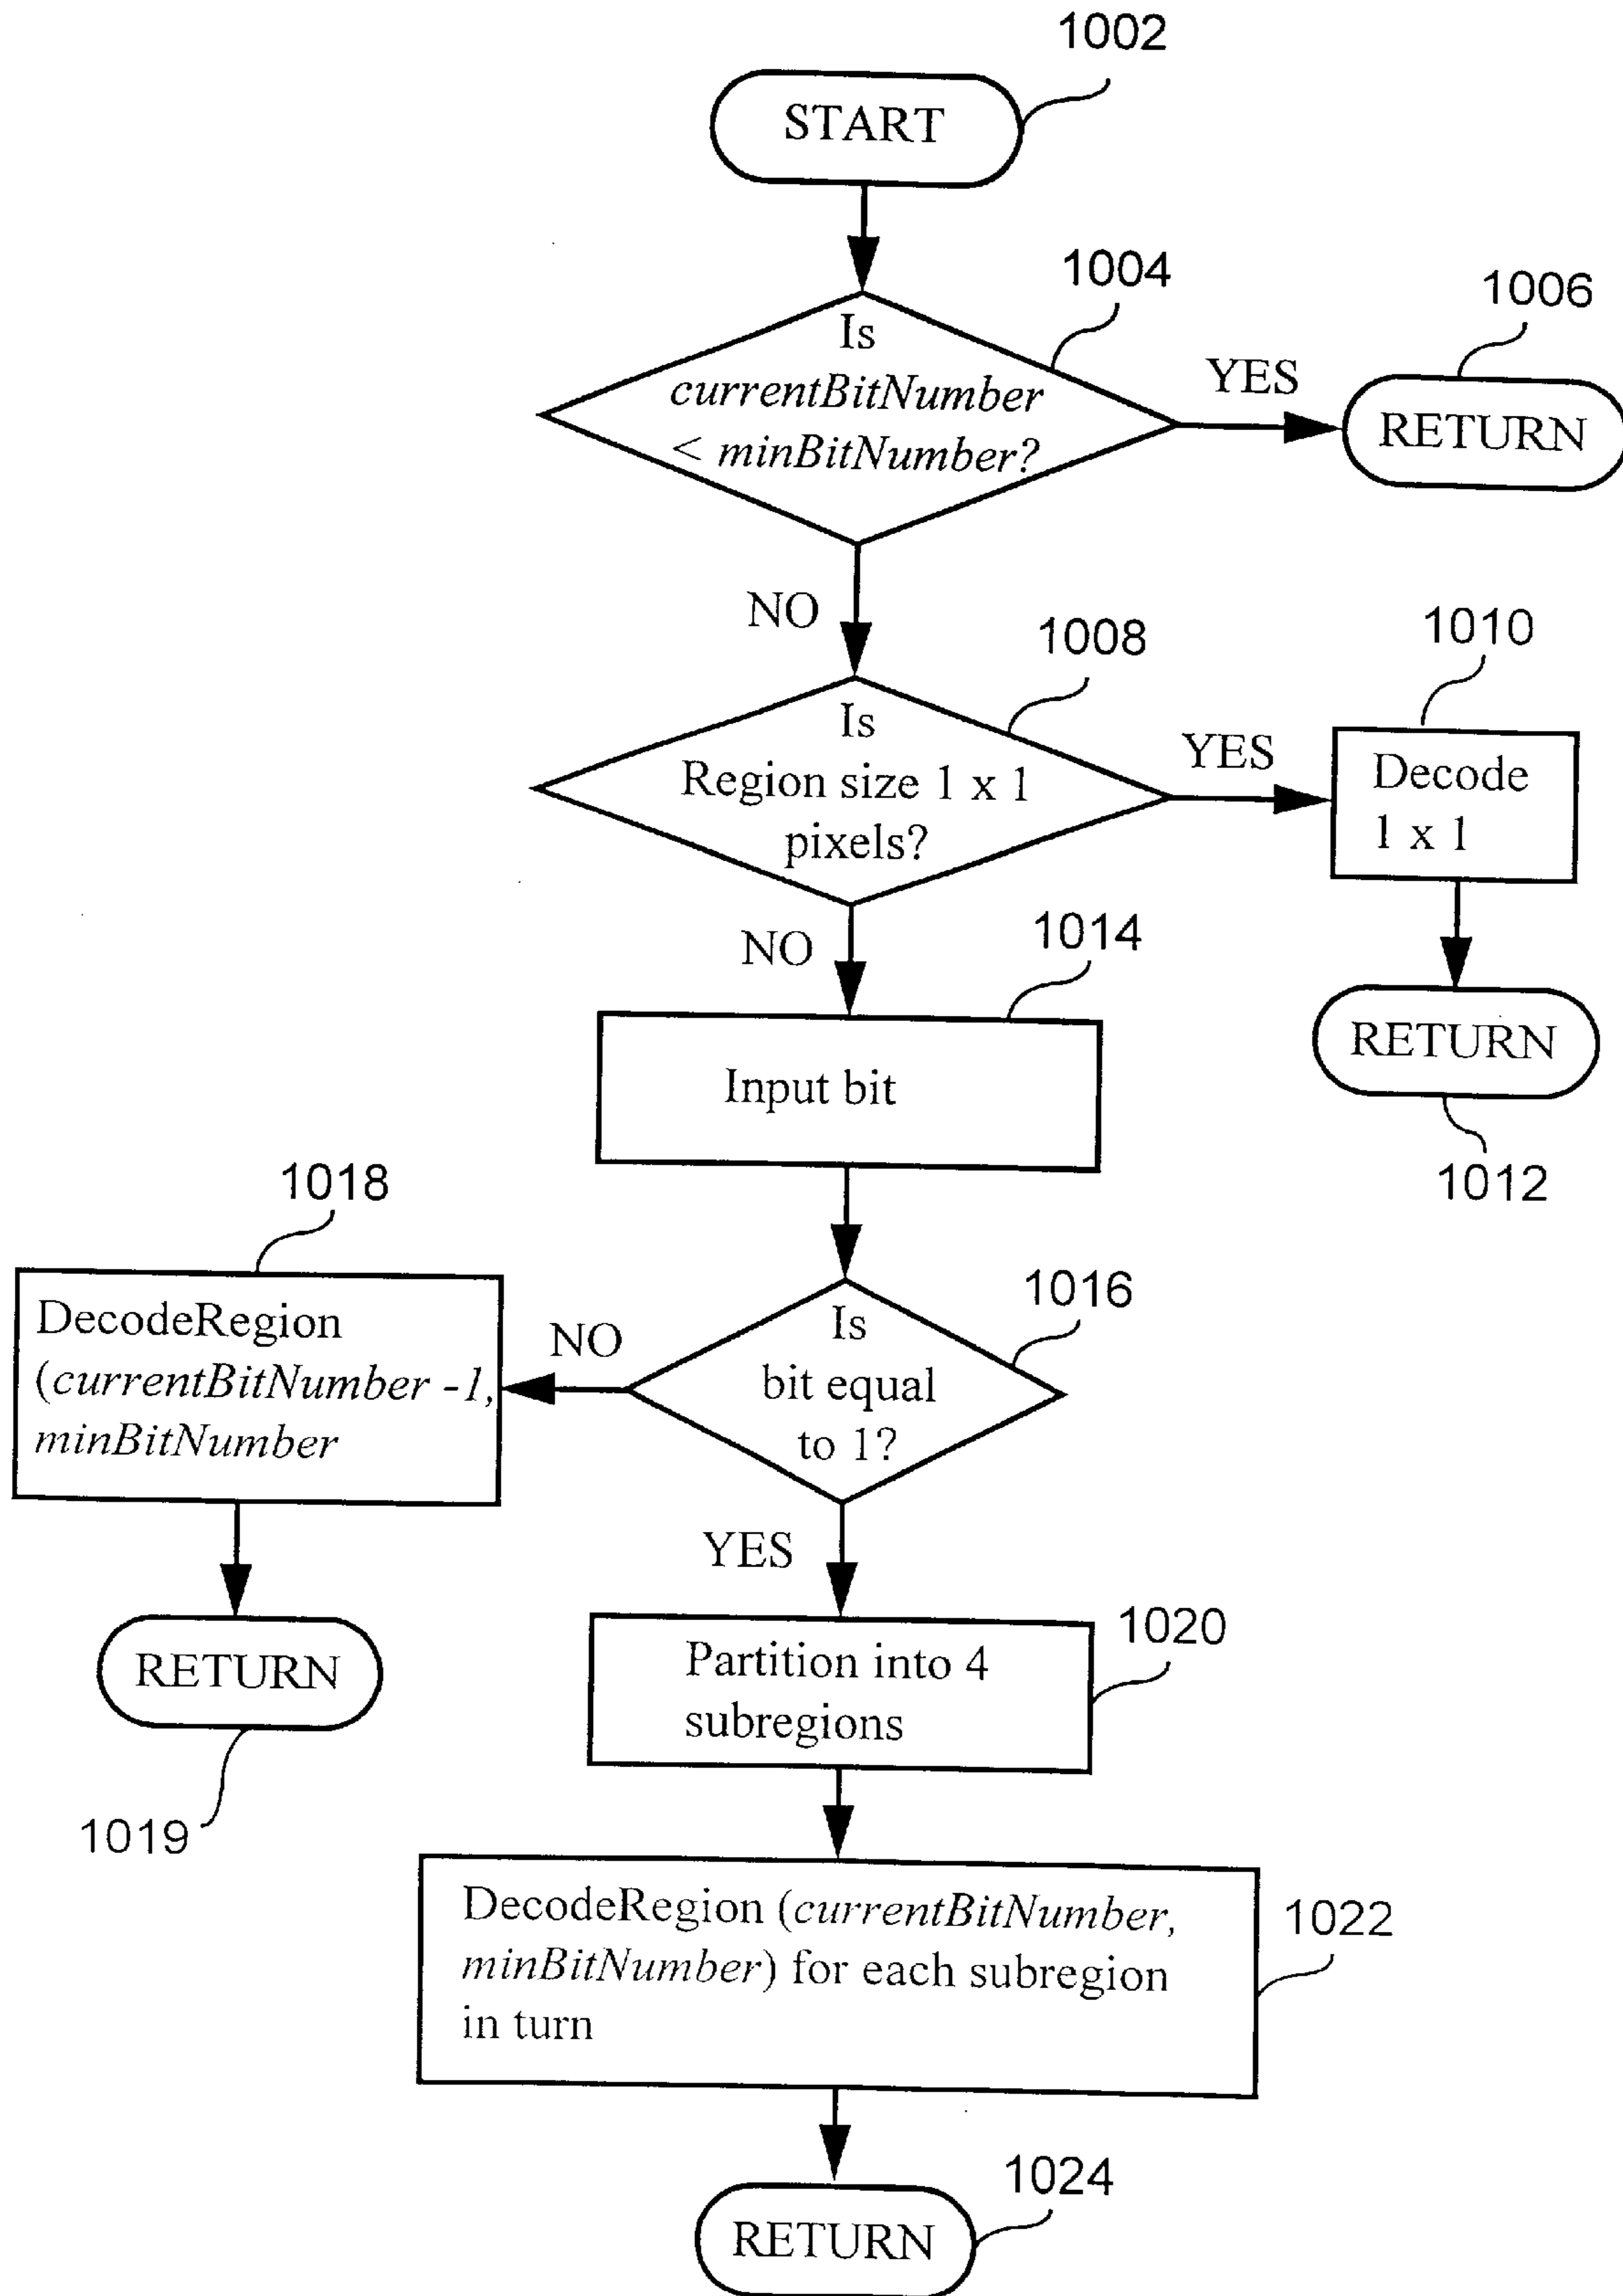 1002
START
1004
Is
currentBitNumber
< minBitNumber?
YES
1006
RETURN
NO
1008
Is
Region size 1 x 1
pixels?
YES
1010
Decode
1 x 1
NO
1014
RETURN
1012
Input bit
1018
DecodeRegion
(currentBitNumber -1,
minBitNumber
NO
1016
Is
bit equal
to 1?
YES
RETURN
1019
1020
Partition into 4
subregions
DecodeRegion (currentBitNumber,
minBitNumber) for each subregion
in turn
1022
1024
RETURN